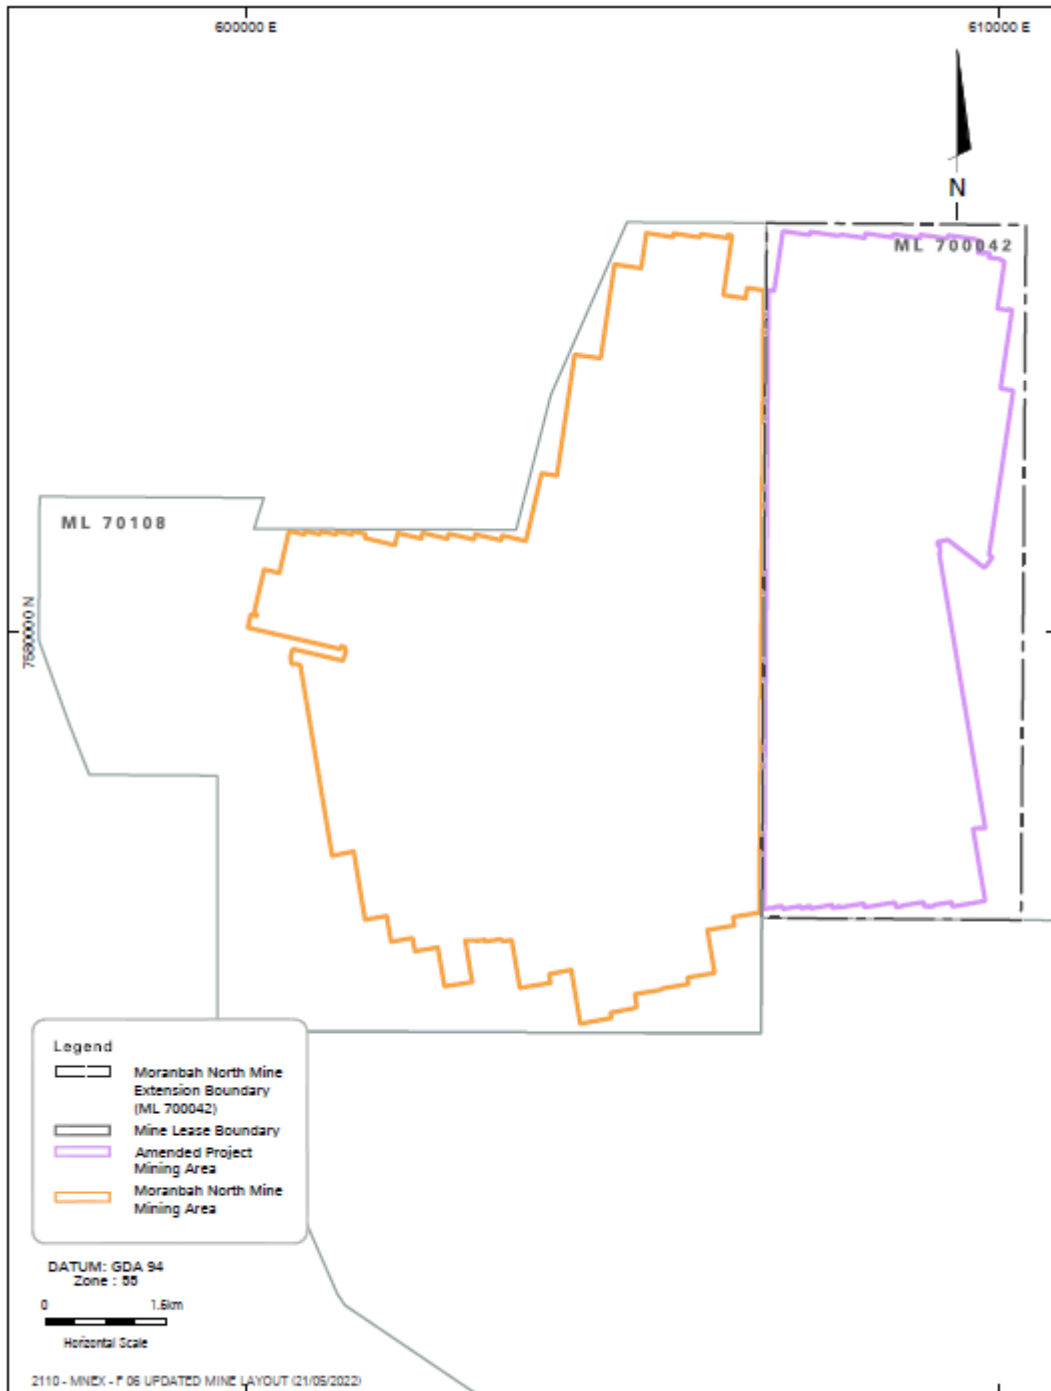 600000 E
610000 E
N
ML 700042
ML 70108
7580000 N
Legend
Moranbah North Mine
Extension Boundary
(ML 700042)
Mine Lease Boundary
Amended Project
Mining Area
Moranbah North Mine
Mining Area
DATUM: GDA 94
Zone : 55
0 1.5km
Horizontal Scale
2110 - MNEX - F 06 UPDATED MINE LAYOUT (21/05/2022)